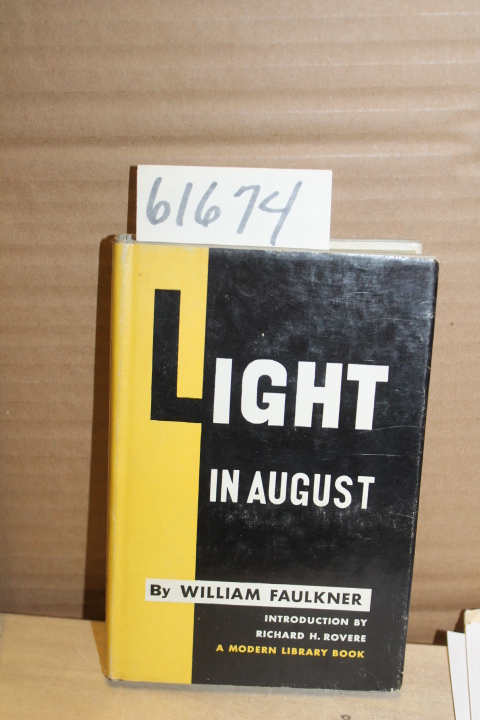 61674
LIGHT
IN AUGUST
By WILLIAM FAULKNER
INTRODUCTION BY
RICHARD H. ROVERE
A MODERN LIBRARY BOOK